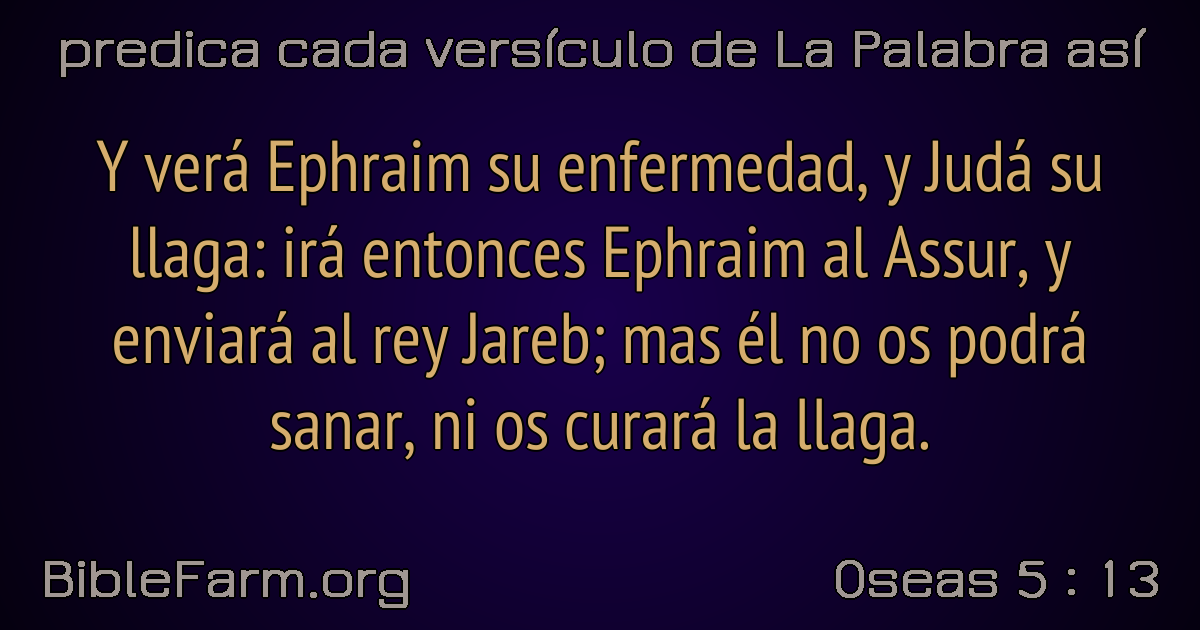 predica cada versículo de La Palabra así
Y verá Ephraim su enfermedad, y Judá su
llaga: irá entonces Ephraim al Assur, y
enviará al rey Jareb; mas él no os podrá
sanar, ni os curará la llaga.
BibleFarm.org
Oseas 5 : 13